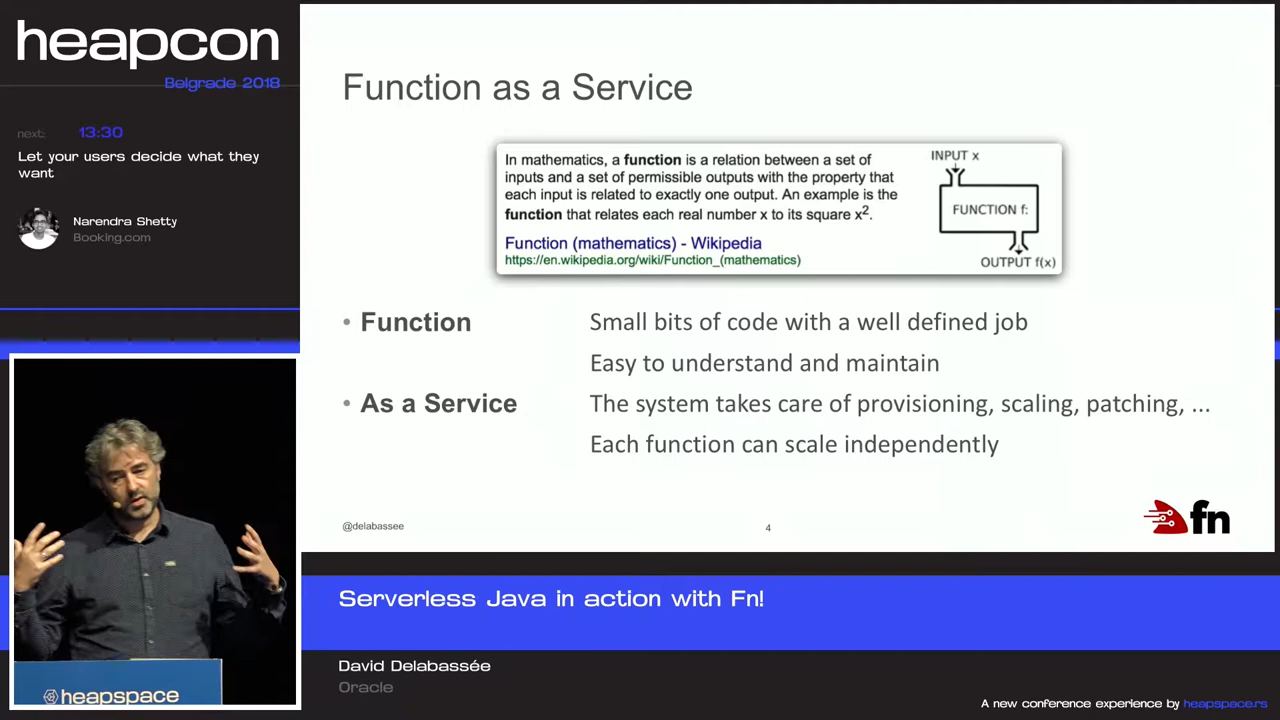 heapcon
Belgrade 2018
next: 13:30
Let your users decide what they
want
Narendra Shetty
Booking.com
Function as a Service
In mathematics, a function is a relation between a set of
inputs and a set of permissible outputs with the property that
each input is related to exactly one output. An example is the
function that relates each real number x to its square x².
Function (mathematics) - Wikipedia
https://en.wikipedia.org/wiki/Function_(mathematics)
INPUT x
FUNCTION f:
OUTPUT f(x)
• Function Small bits of code with a well defined job
Easy to understand and maintain
• As a Service The system takes care of provisioning, scaling, patching, ...
Each function can scale independently
@delabassee 4
fn
Serverless Java in action with Fn!
David Delabassée
Oracle
heapspace
A new conference experience by heapspace.rs